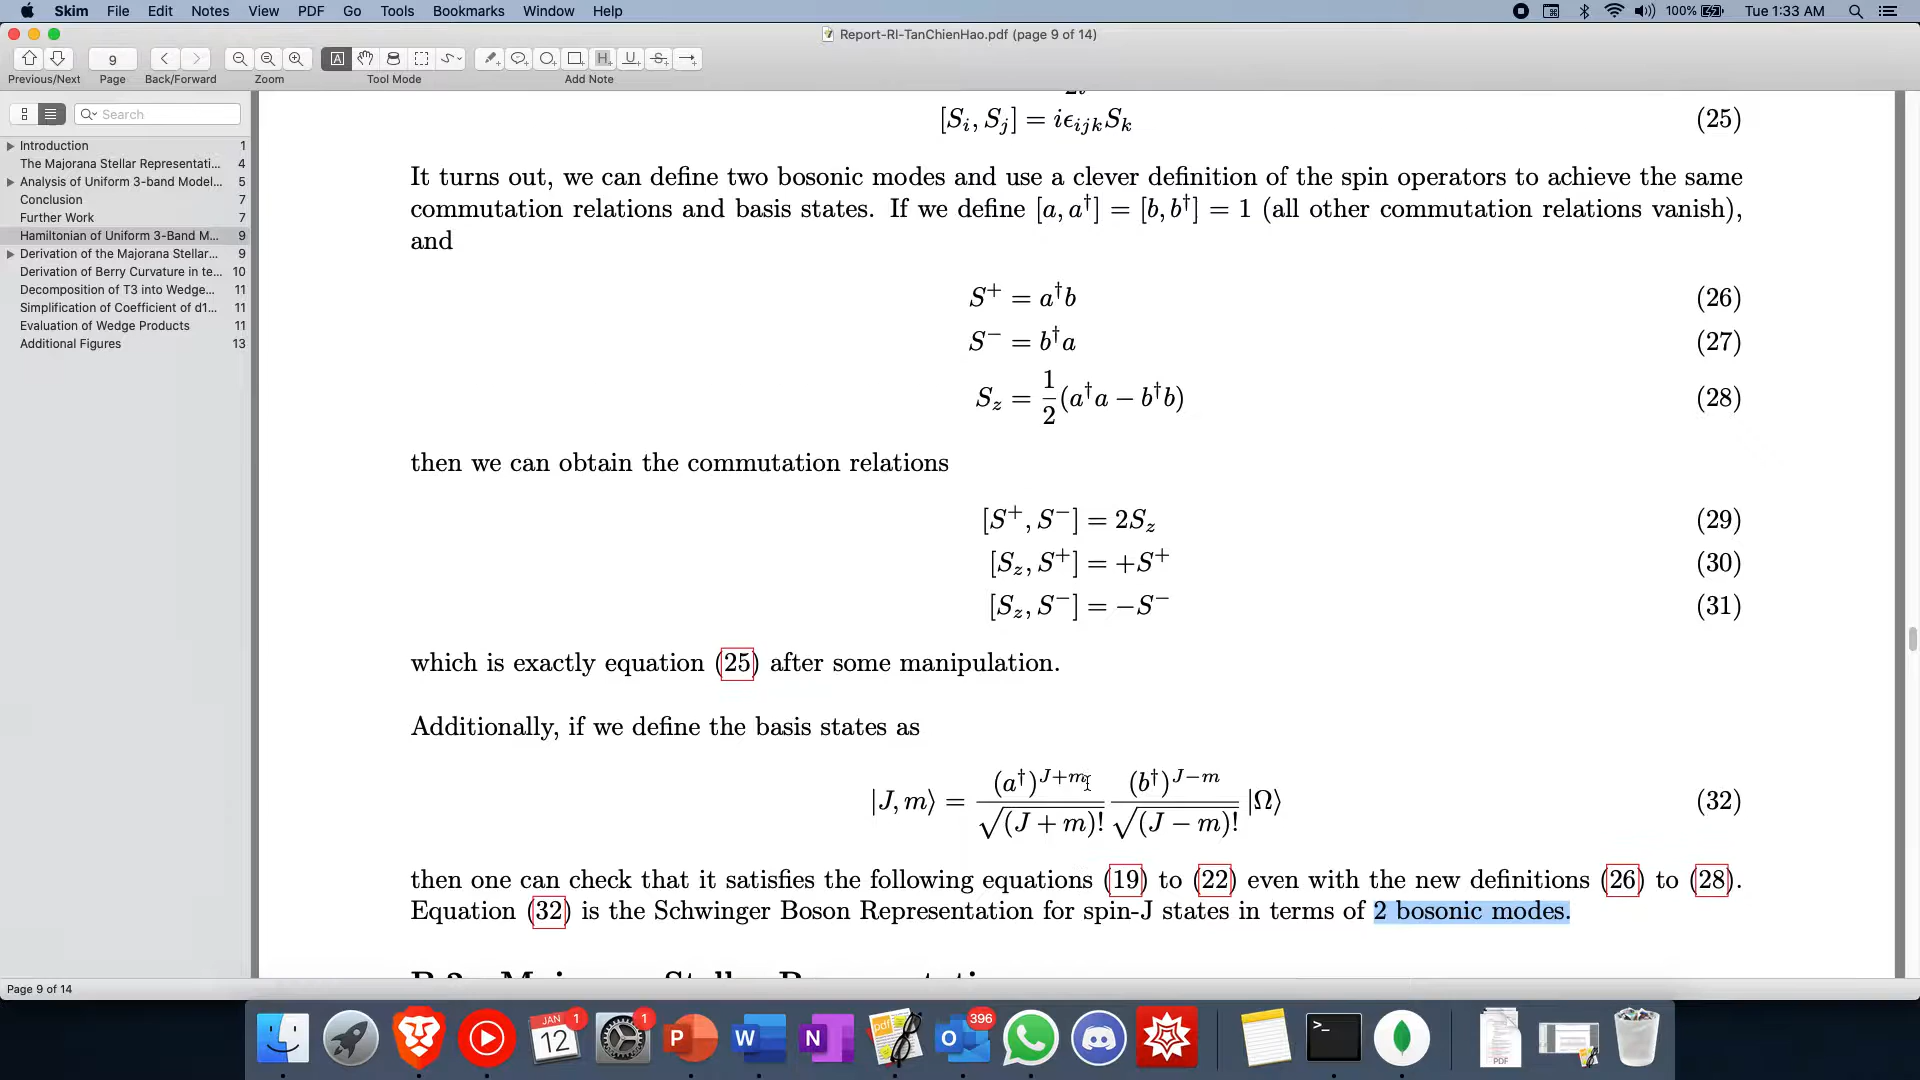 Skim File Edit Notes View PDF Go Tools Bookmarks Window Help 100% Tue 1:33 AM
Report-RI-TanChienHao.pdf (page 9 of 14)
9
Previous/Next Page Back/Forward Zoom Tool Mode Add Note
Search
Introduction 1
The Majorana Stellar Representati... 4
Analysis of Uniform 3-band Model... 5
Conclusion 7
Further Work 7
Hamiltonian of Uniform 3-Band M... 9
Derivation of the Majorana Stellar... 9
Derivation of Berry Curvature in te... 10
Decomposition of T3 into Wedge... 11
Simplification of Coefficient of d1... 11
Evaluation of Wedge Products 11
Additional Figures 13
[S_i, S_j] = iϵ_{ijk}S_k (25)
It turns out, we can define two bosonic modes and use a clever definition of the spin operators to achieve the same
commutation relations and basis states. If we define [a, a†] = [b, b†] = 1 (all other commutation relations vanish),
and
S⁺ = a†b (26)
S⁻ = b†a (27)
S_z = 1/2(a†a − b†b) (28)
then we can obtain the commutation relations
[S⁺, S⁻] = 2S_z (29)
[S_z, S⁺] = +S⁺ (30)
[S_z, S⁻] = −S⁻ (31)
which is exactly equation (25) after some manipulation.
Additionally, if we define the basis states as
|J, m⟩ = (a†)^{J+m}/√(J + m)! (b†)^{J−m}/√(J − m)! |Ω⟩ (32)
then one can check that it satisfies the following equations (19) to (22) even with the new definitions (26) to (28).
Equation (32) is the Schwinger Boson Representation for spin-J states in terms of 2 bosonic modes.
Page 9 of 14
JAN 1
12
1
396
PDF